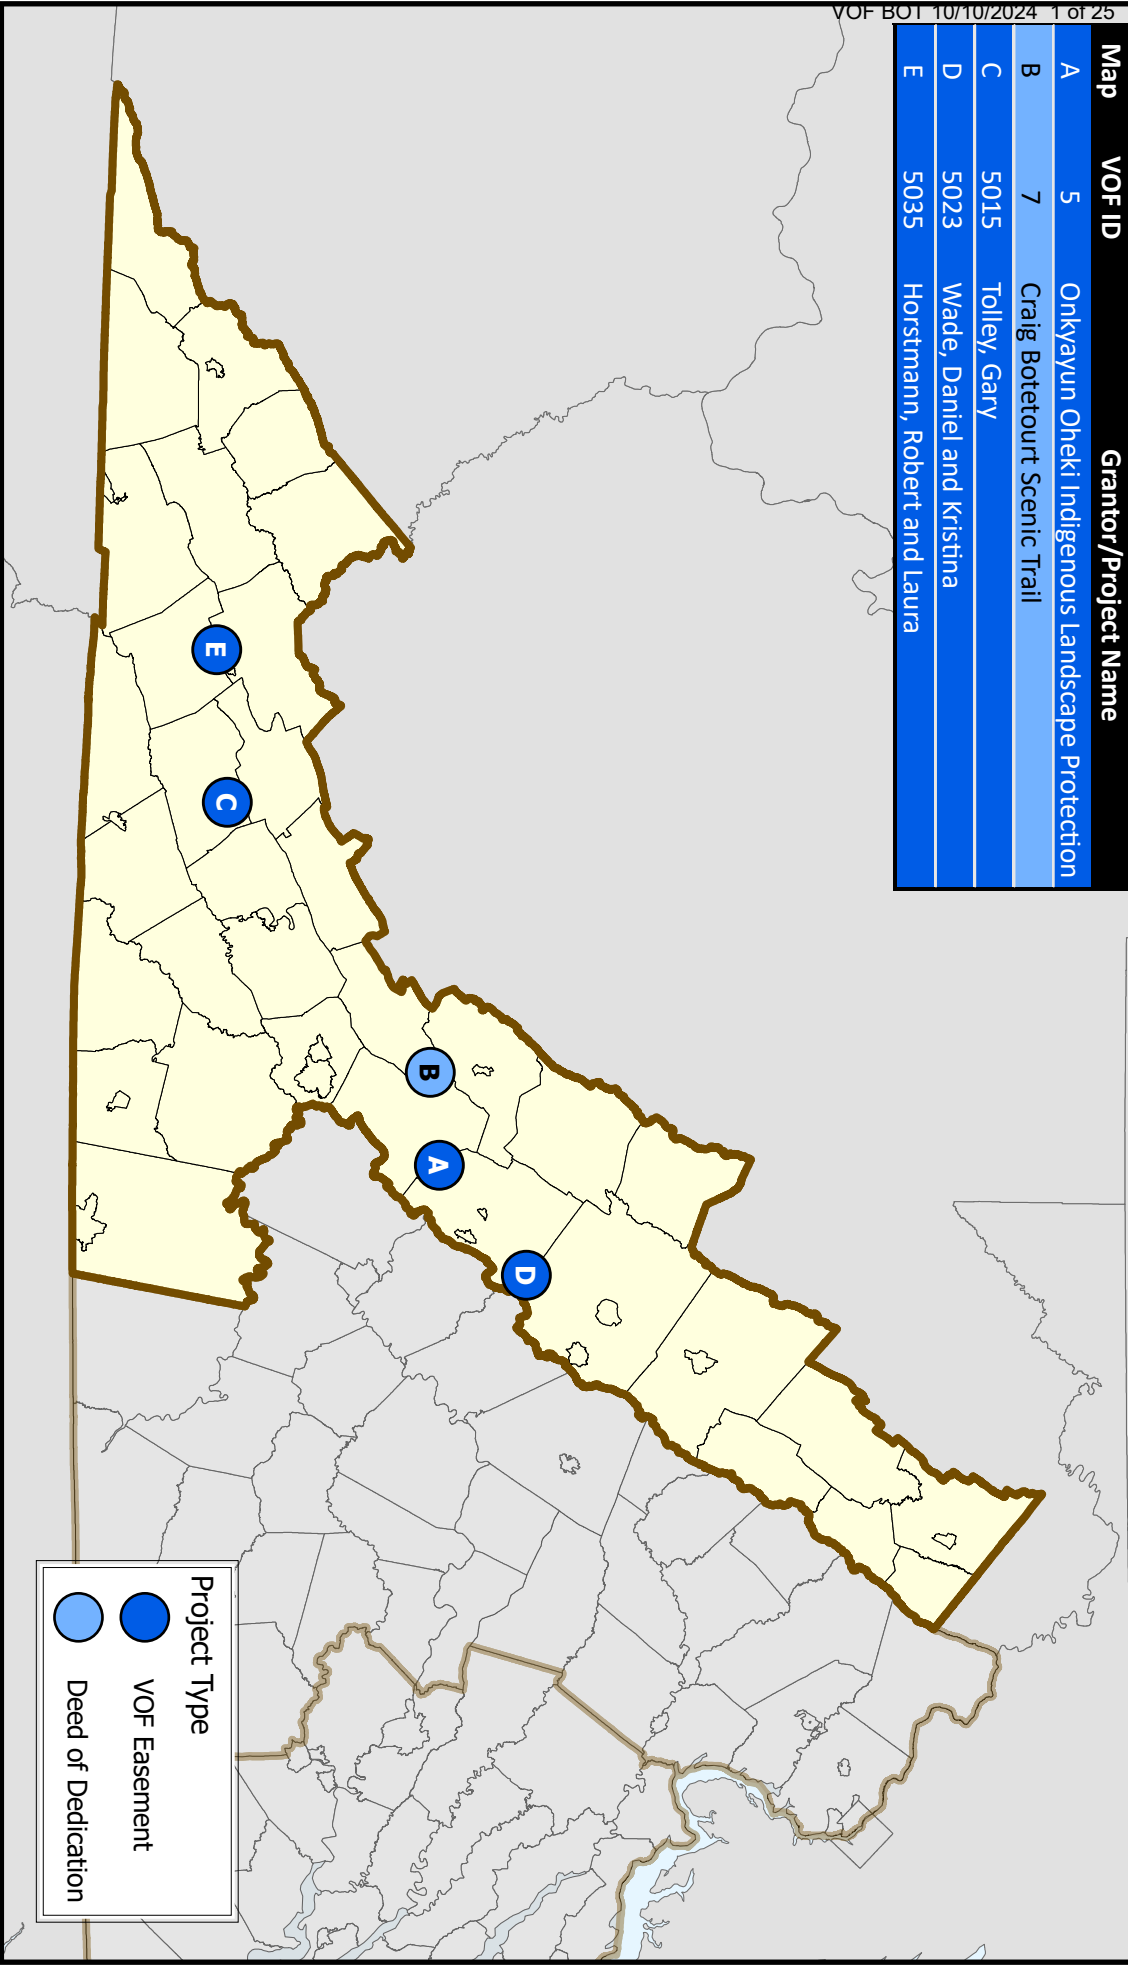 VOF BOT 10/10/2024 1 of 25
Map VOF ID Grantor/Project Name
A 5 Onkyayun Oheki Indigenous Landscape Protection
B 7 Craig Botetourt Scenic Trail
C 5015 Tolley, Gary
D 5023 Wade, Daniel and Kristina
E 5035 Horstmann, Robert and Laura
E
C
B
A
D
Project Type
VOF Easement
Deed of Dedication